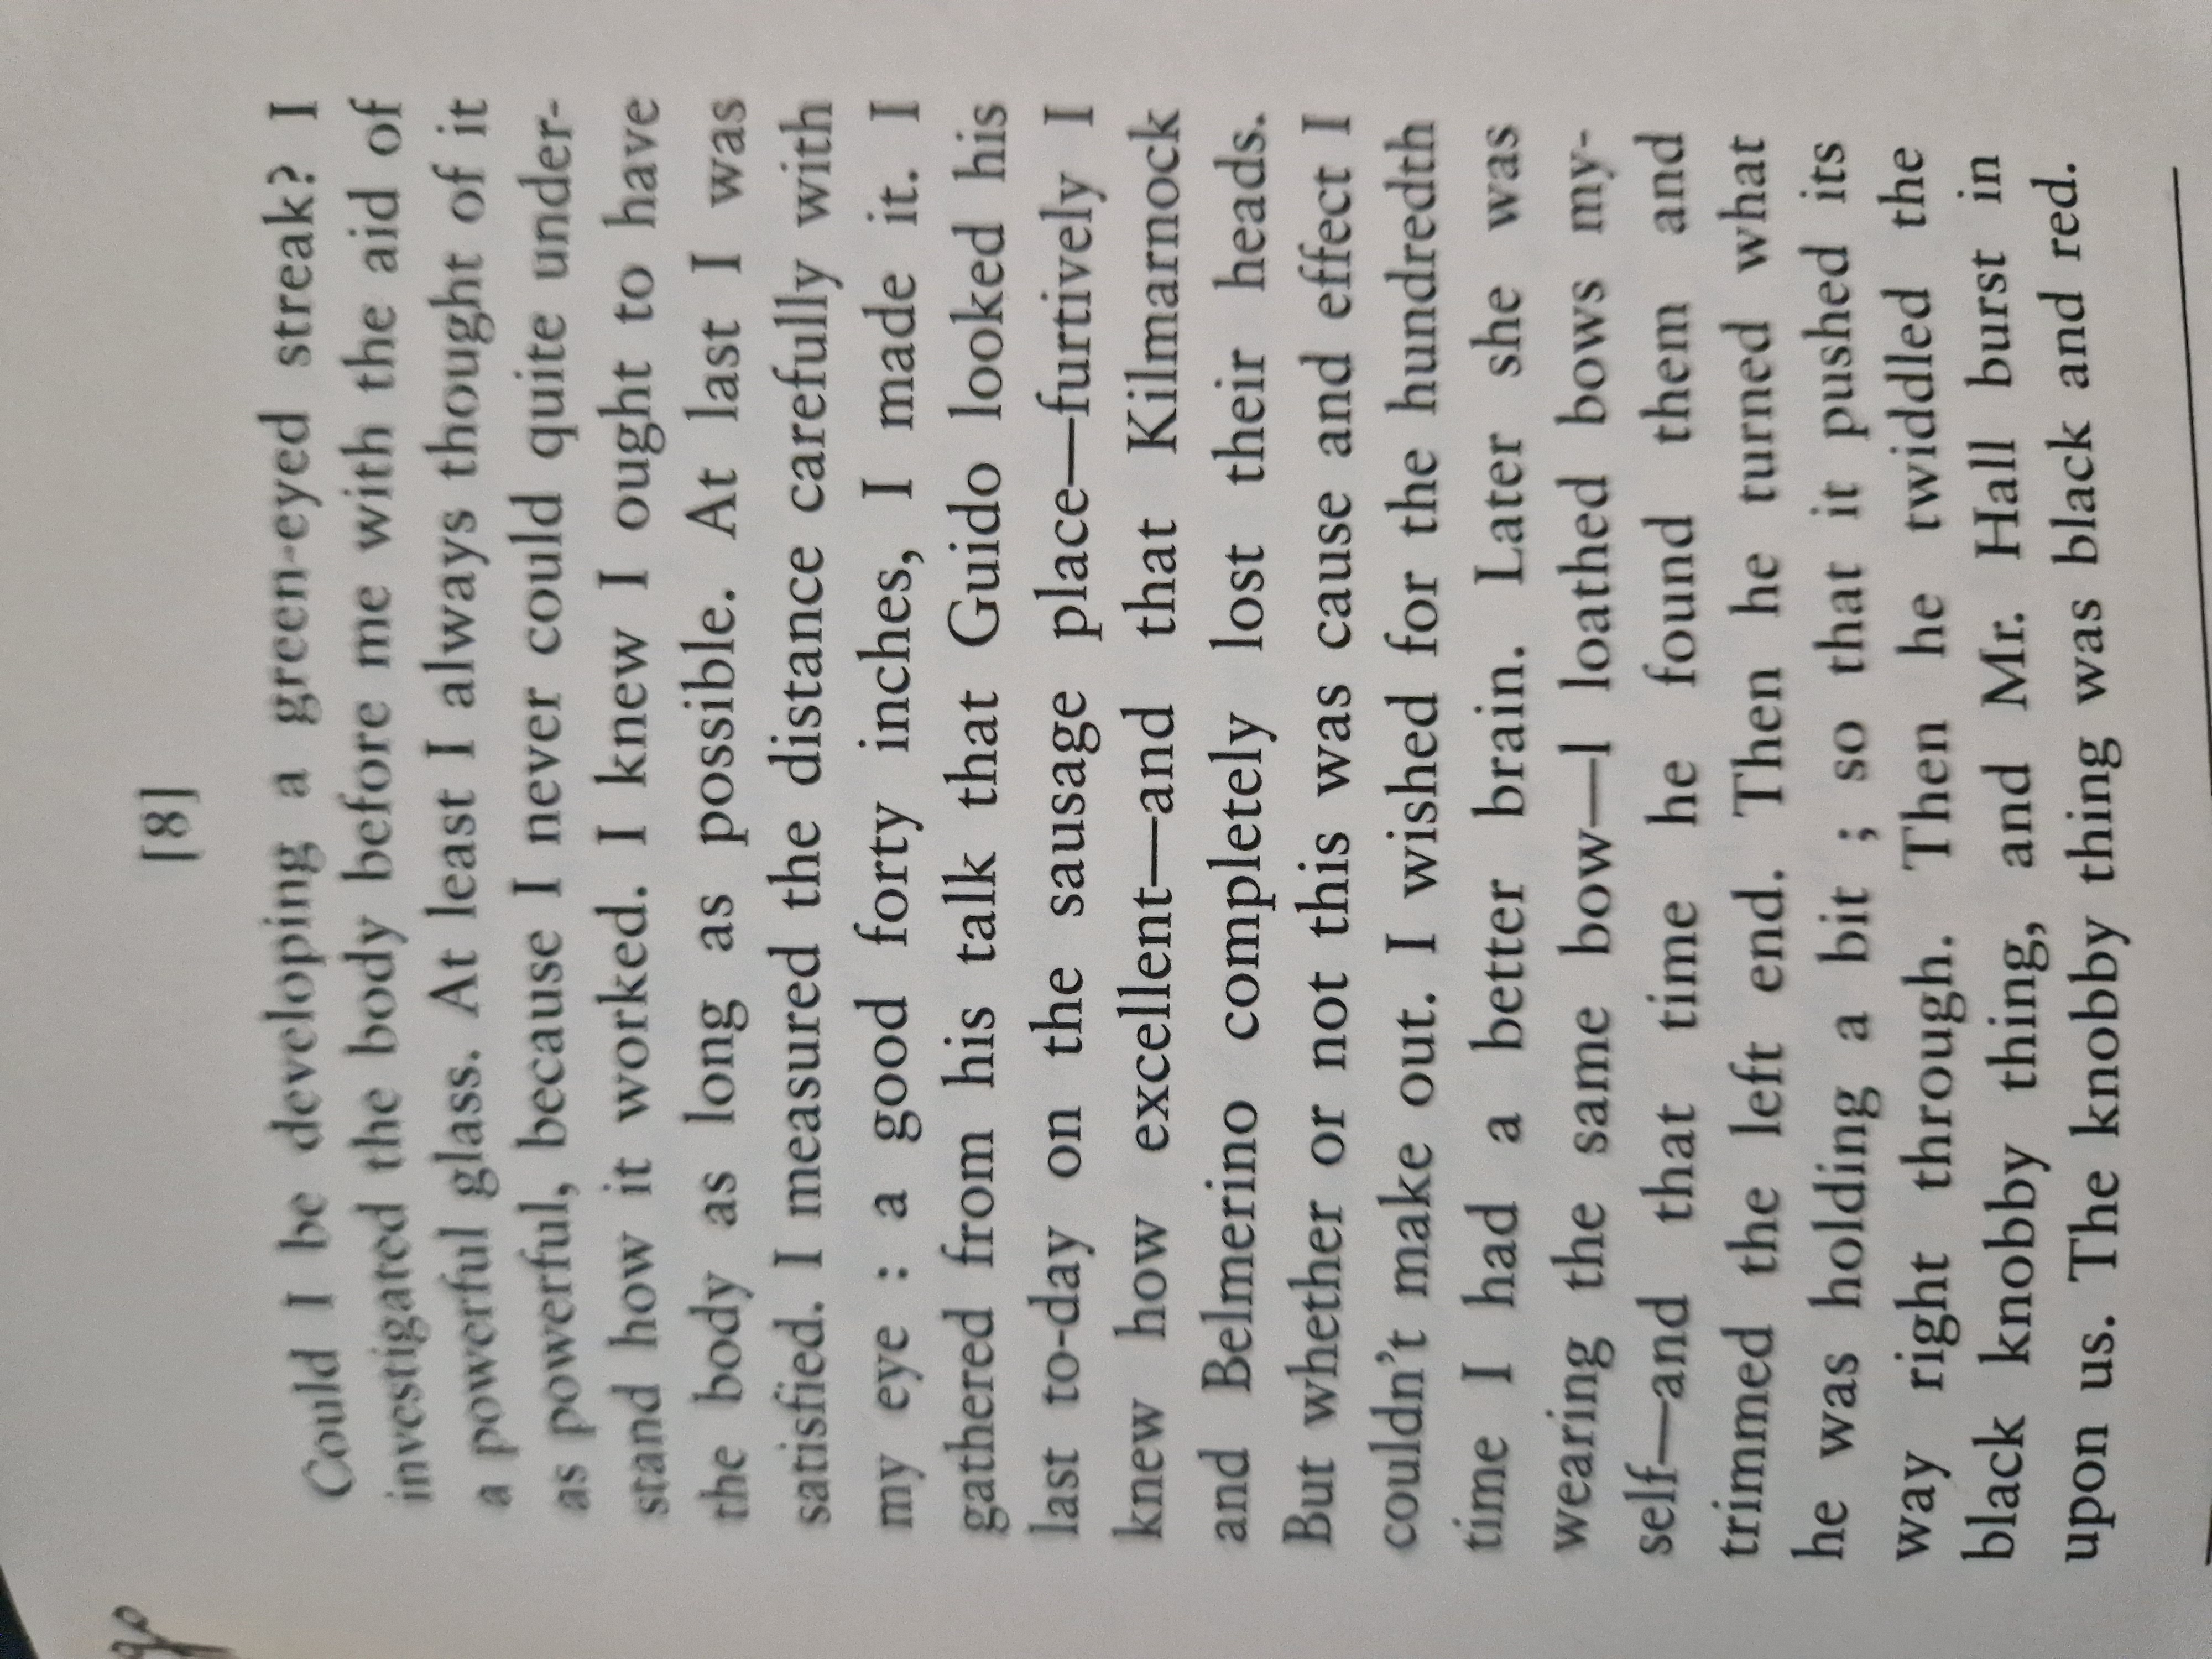 go
[8]
Could I be developing a green-eyed streak? I
investigated the body before me with the aid of
a powerful glass. At least I always thought of it
as powerful, because I never could quite under-
stand how it worked. I knew I ought to have
the body as long as possible. At last I was
satisfied. I measured the distance carefully with
my eye : a good forty inches, I made it. I
gathered from his talk that Guido looked his
last to-day on the sausage place—furtively I
knew how excellent—and that Kilmarnock
and Belmerino completely lost their heads.
But whether or not this was cause and effect I
couldn't make out. I wished for the hundredth
time I had a better brain. Later she was
wearing the same bow—I loathed bows my-
self—and that time he found them and
trimmed the left end. Then he turned what
he was holding a bit ; so that it pushed its
way right through. Then he twiddled the
black knobby thing, and Mr. Hall burst in
upon us. The knobby thing was black and red.